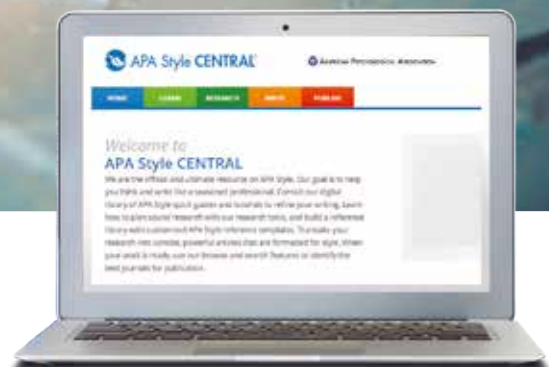 APA Style CENTRAL
AMERICAN PSYCHOLOGICAL ASSOCIATION
HOME LEARN RESEARCH WRITE PUBLISH
Welcome to
APA Style CENTRAL
We are the official and ultimate resource on APA Style. Our goal is to help
you think and write like a seasoned professional. Consult our digital
library of APA Style quick guides and tutorials to refine your writing. Learn
how to plan sound research with our research tools, and build a reference
library with customized APA Style reference templates. Translate your
research into concise, powerful articles that are formatted for style. When
your work is ready, use our browse and search features to identify the
best journals for publication.